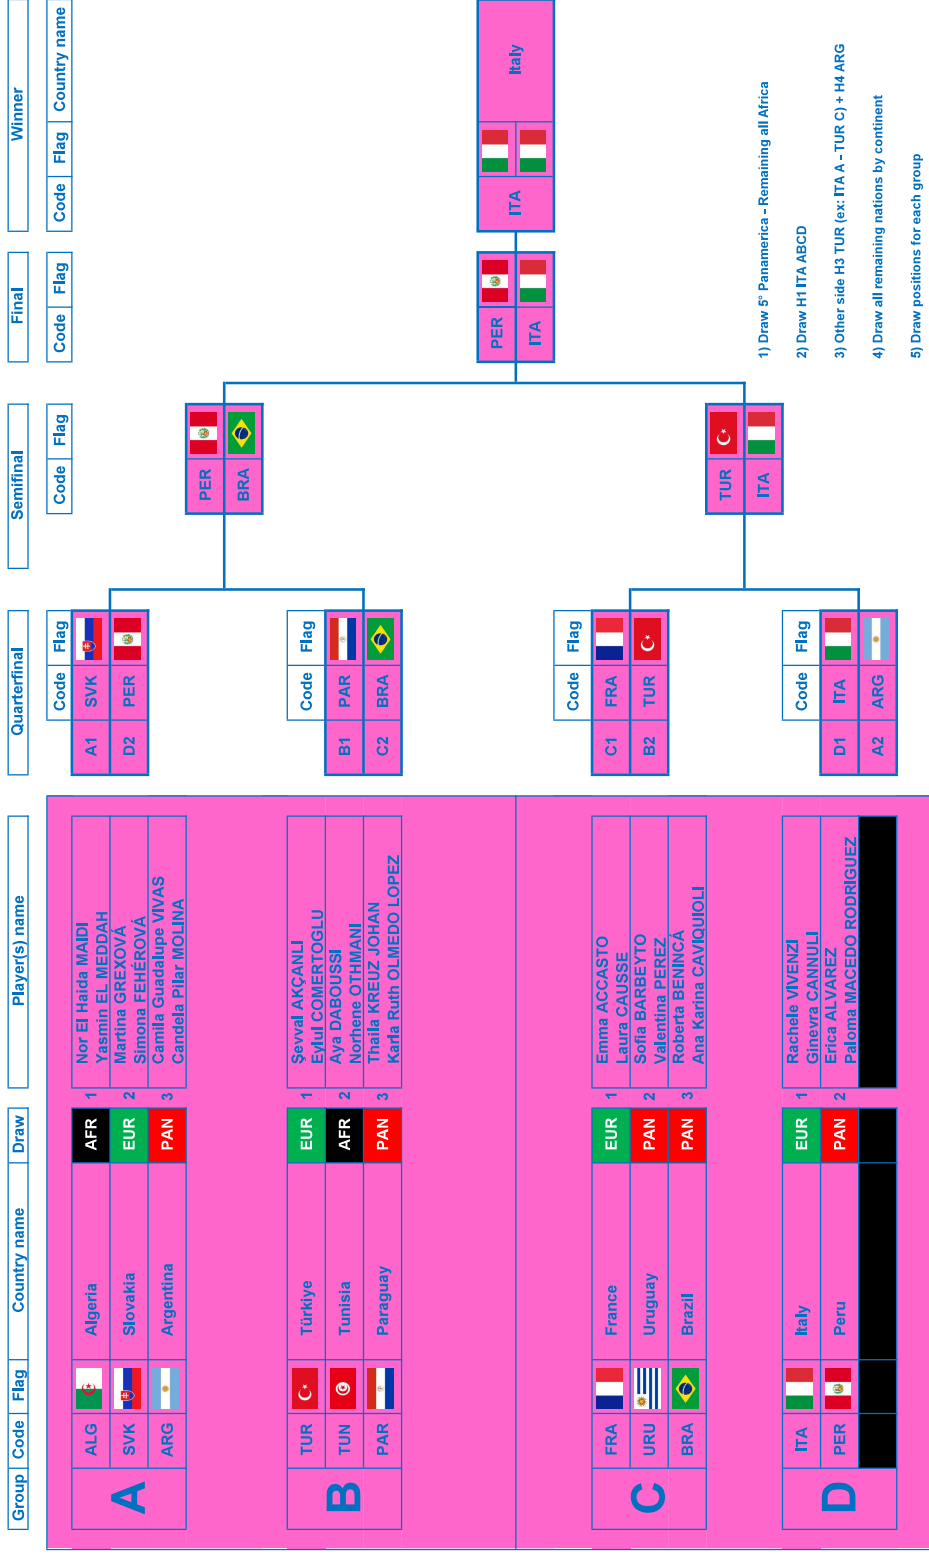 Group Code Flag Country name Draw Player(s) name Quarterfinal Semifinal Final Winner
Code Flag
Code Flag
Code Flag
Code Flag Country name
A
ALG Algeria AFR 1 Nor El Haida MAIDI
Yasmin EL MEDDAH
SVK Slovakia EUR 2 Martina GREXOVÁ
Simona FEHÉROVÁ
ARG Argentina PAN 3 Camila Guadalupe VIVAS
Candela Pilar MOLINA
A1 SVK
D2 PER
PER
BRA
B
TUR Türkiye EUR 1 Şevval AKÇANLI
Eylul COMERTOGLU
TUN Tunisia AFR 2 Aya DABOUSSI
Norhene OTHMANI
PAR Paraguay PAN 3 Thaila KREUZ JOHAN
Karla Ruth OLMEDO LOPEZ
Code Flag
B1 PAR
C2 BRA
PER
ITA
ITA Italy
C
FRA France EUR 1 Emma ACCASTO
Laura CAUSSE
URU Uruguay PAN 2 Sofia BARBEYTO
Valentina PEREZ
BRA Brazil PAN 3 Roberta BENINCÁ
Ana Karina CAVIQUIOLI
Code Flag
C1 FRA
B2 TUR
TUR
ITA
D
ITA Italy EUR 1 Rachele VIVENZI
Ginevra CANNULI
PER Peru PAN 2 Erica ALVAREZ
Paloma MACEDO RODRÍGUEZ
Code Flag
D1 ITA
A2 ARG
1) Draw 5° Panamerica - Remaining all Africa
2) Draw H1 ITA ABCD
3) Other side H3 TUR (ex: ITA A - TUR C) + H4 ARG
4) Draw all remaining nations by continent
5) Draw positions for each group